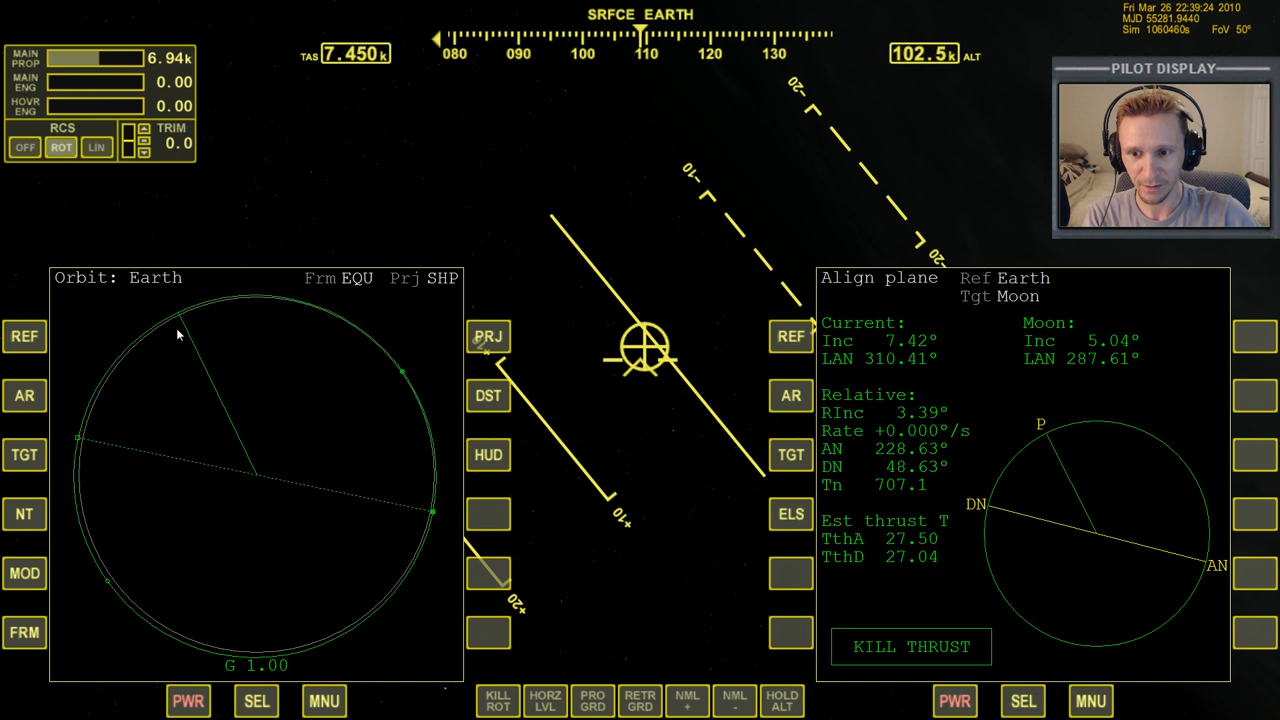 SRFCE EARTH
080 090 100 110 120 130
TAS 7.450k
102.5k ALT
Fri Mar 26 22:39:24 2010
MJD 55281.9440
Sim 1060460s FoV 50°
PILOT DISPLAY
MAIN PROP 6.94k
MAIN ENG 0.00
HOVR ENG 0.00
RCS TRIM
OFF ROT LIN 0.0
-20
-10
-20
+10
+20
Orbit: Earth Frm EQU Prj SHP
REF
AR
TGT
NT
MOD
FRM
PRJ
DST
HUD
G 1.00
PWR SEL MNU
KILL ROT
HORZ LVL
PRO GRD
RETR GRD
NML +
NML -
HOLD ALT
REF
AR
TGT
ELS
Align plane Ref Earth
Tgt Moon
Current: Moon:
Inc 7.42° Inc 5.04°
LAN 310.41° LAN 287.61°
Relative:
RInc 3.39°
Rate +0.000°/s
AN 228.63°
DN 48.63°
Tn 707.1
Est thrust T
TthA 27.50
TthD 27.04
P
DN
AN
KILL THRUST
PWR SEL MNU